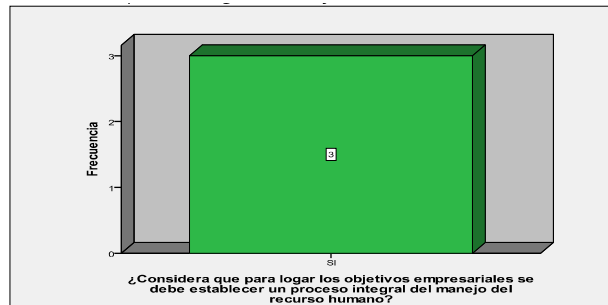 3
2
1
0
Frecuencia
3
SI
¿Considera que para logar los objetivos empresariales se
debe establecer un proceso integral del manejo del
recurso humano?